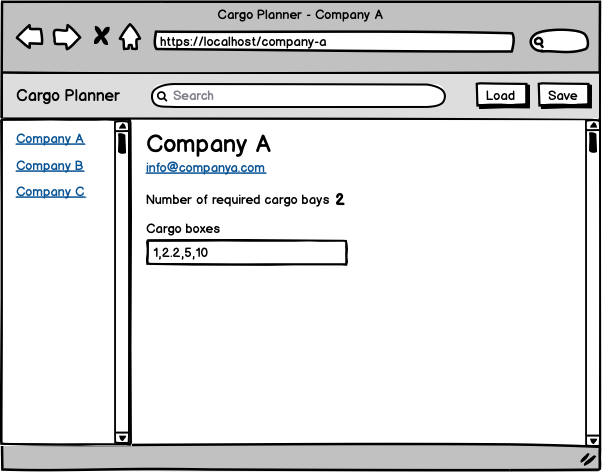 Cargo Planner - Company A
https://localhost/company-a
Cargo Planner
Search
Load
Save
Company A
Company B
Company C
Company A
info@companya.com
Number of required cargo bays 2
Cargo boxes
1,2.2,5,10